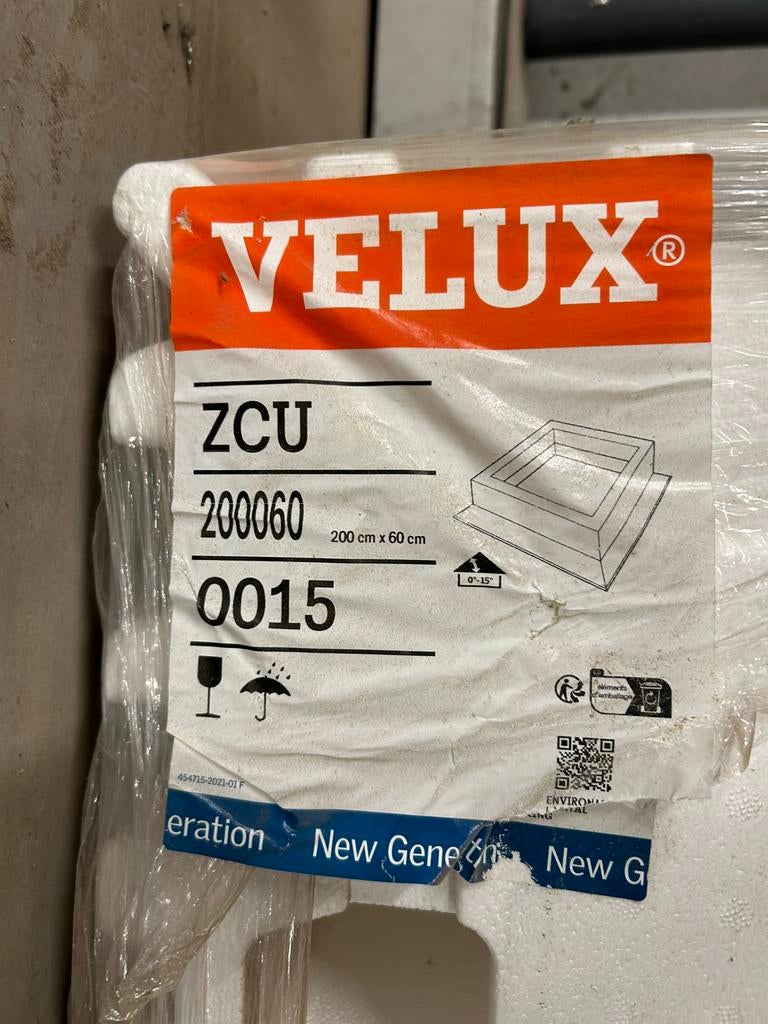 VELUX®
ZCU
200060 200 cm x 60 cm
0015
0°-15°
éléments
d'emballage
454715-2021-01 F
ENVIRON
eration New Gene New G